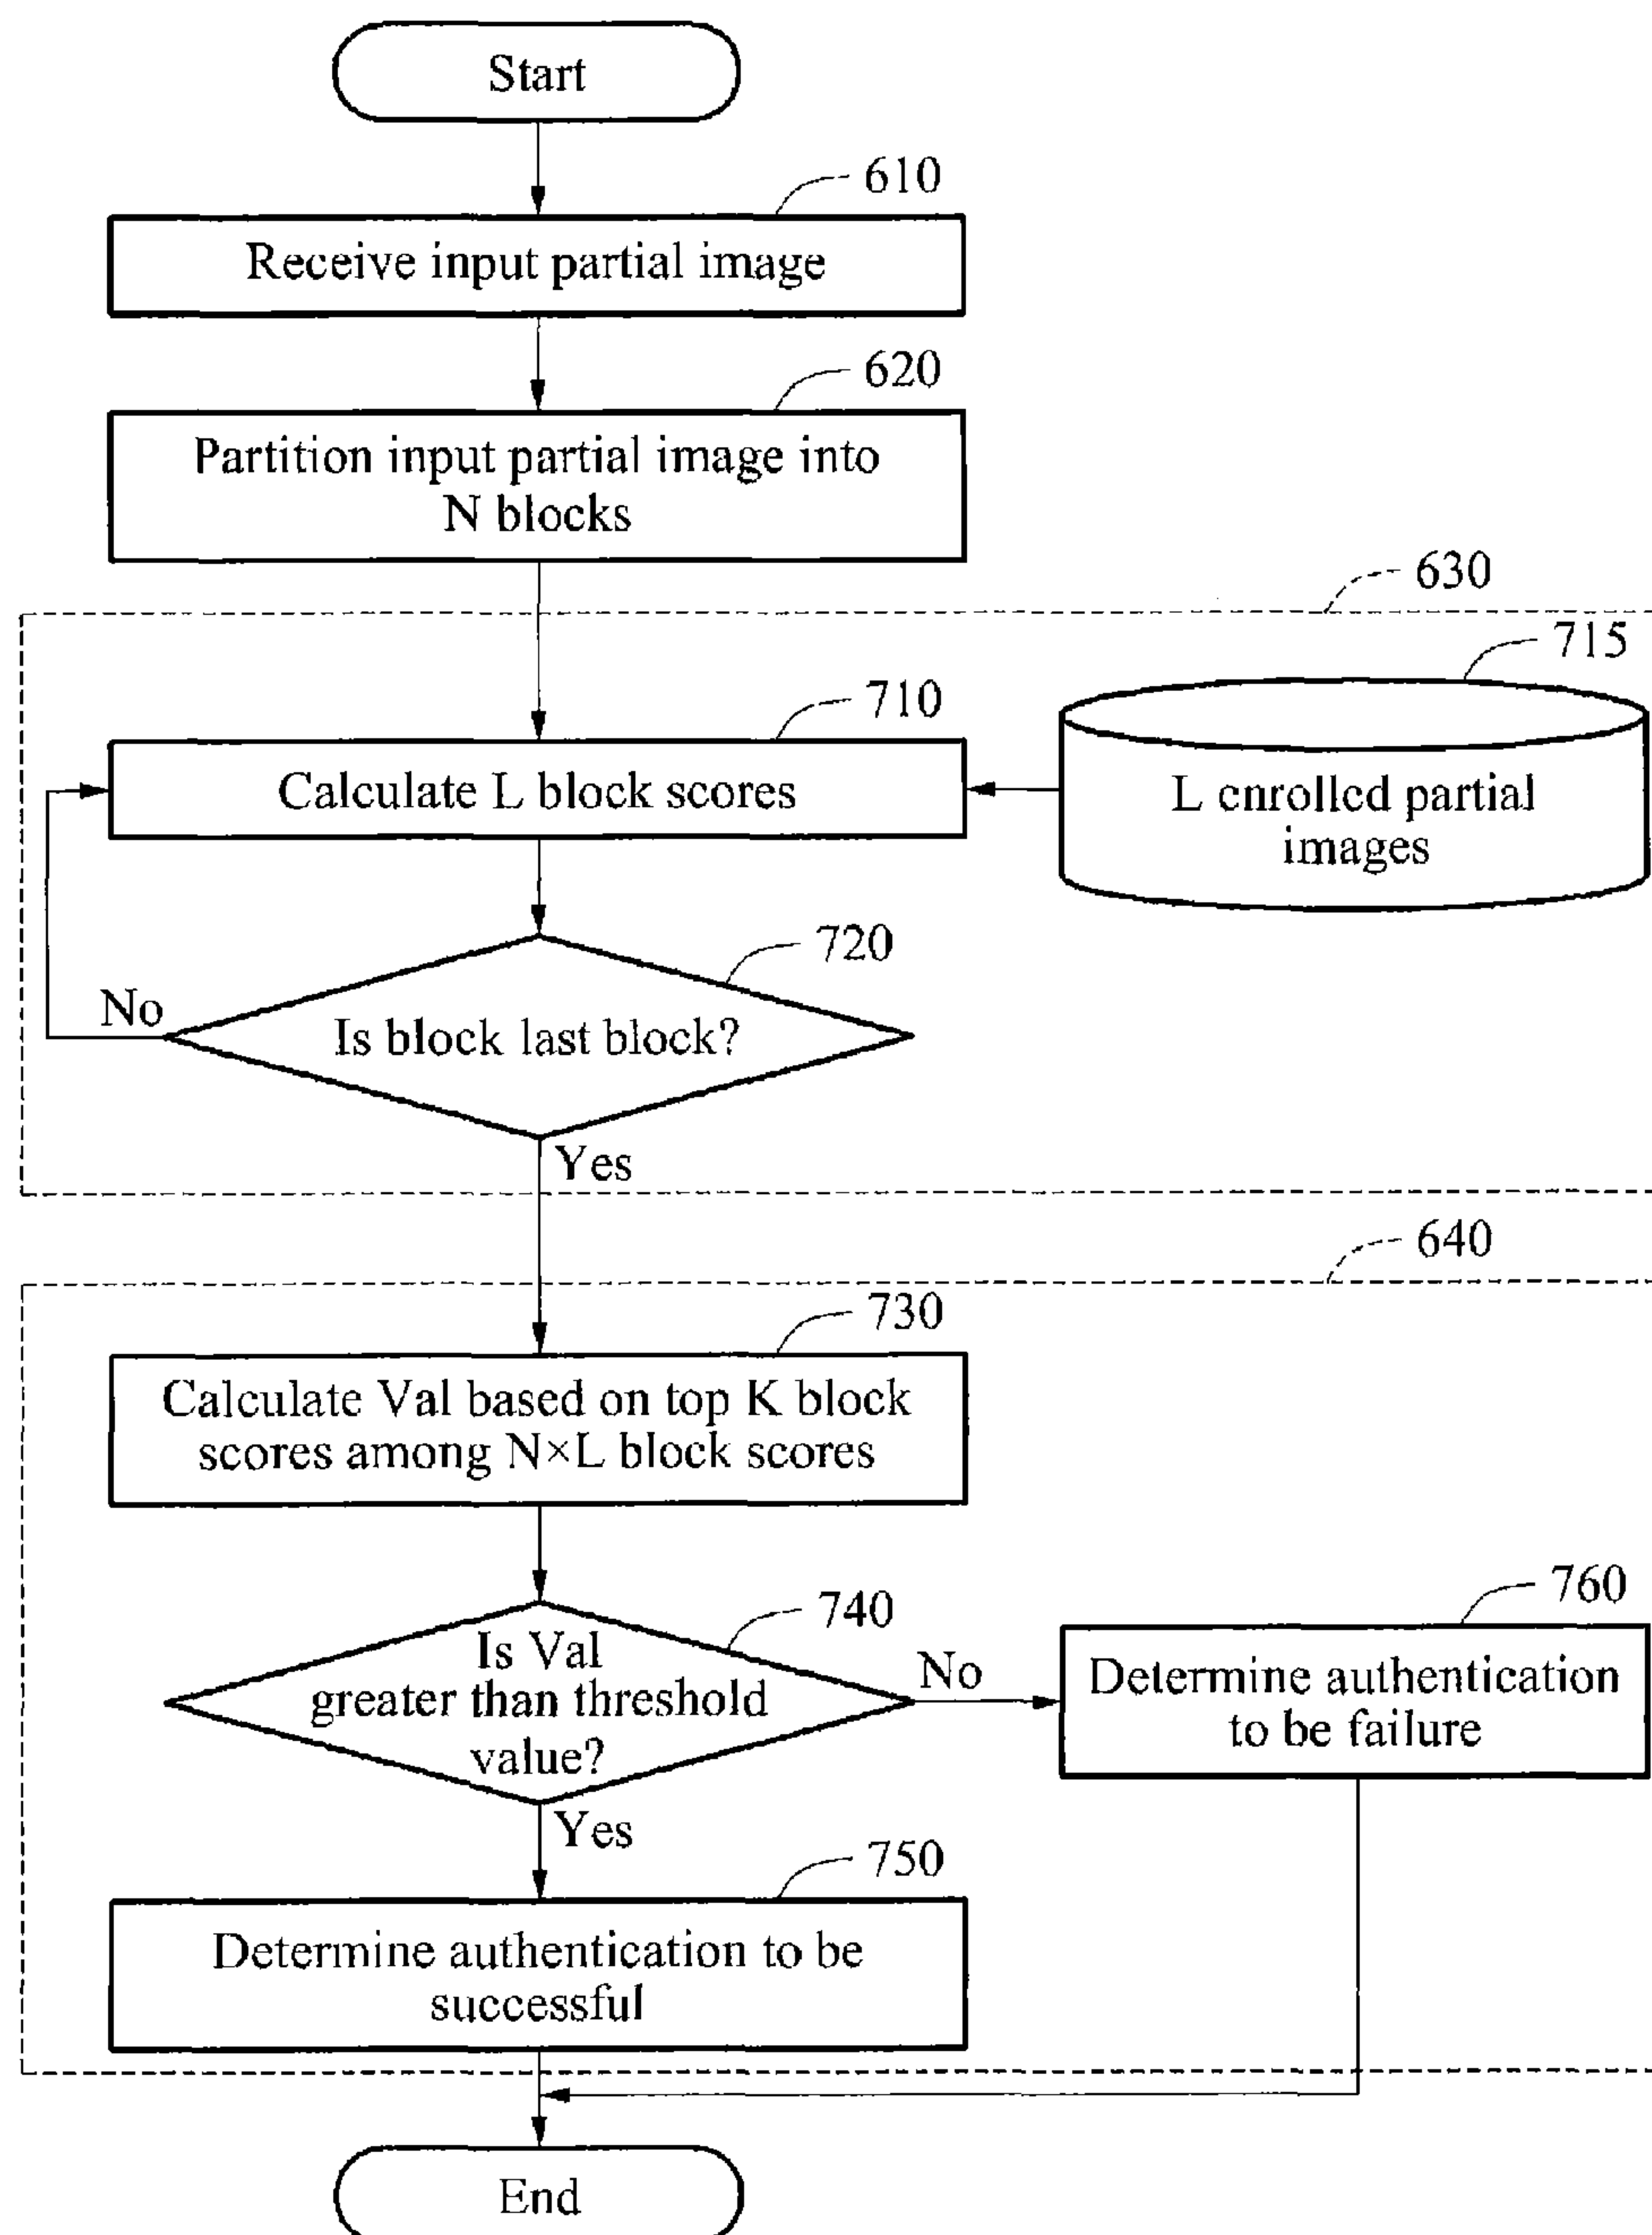 Start
610
Receive input partial image
620
Partition input partial image into
N blocks
630
715
710
Calculate L block scores
L enrolled partial
images
720
No
Is block last block?
Yes
640
730
Calculate Val based on top K block
scores among N×L block scores
740
760
Is Val
greater than threshold
value?
No
Determine authentication
to be failure
Yes
750
Determine authentication to be
successful
End